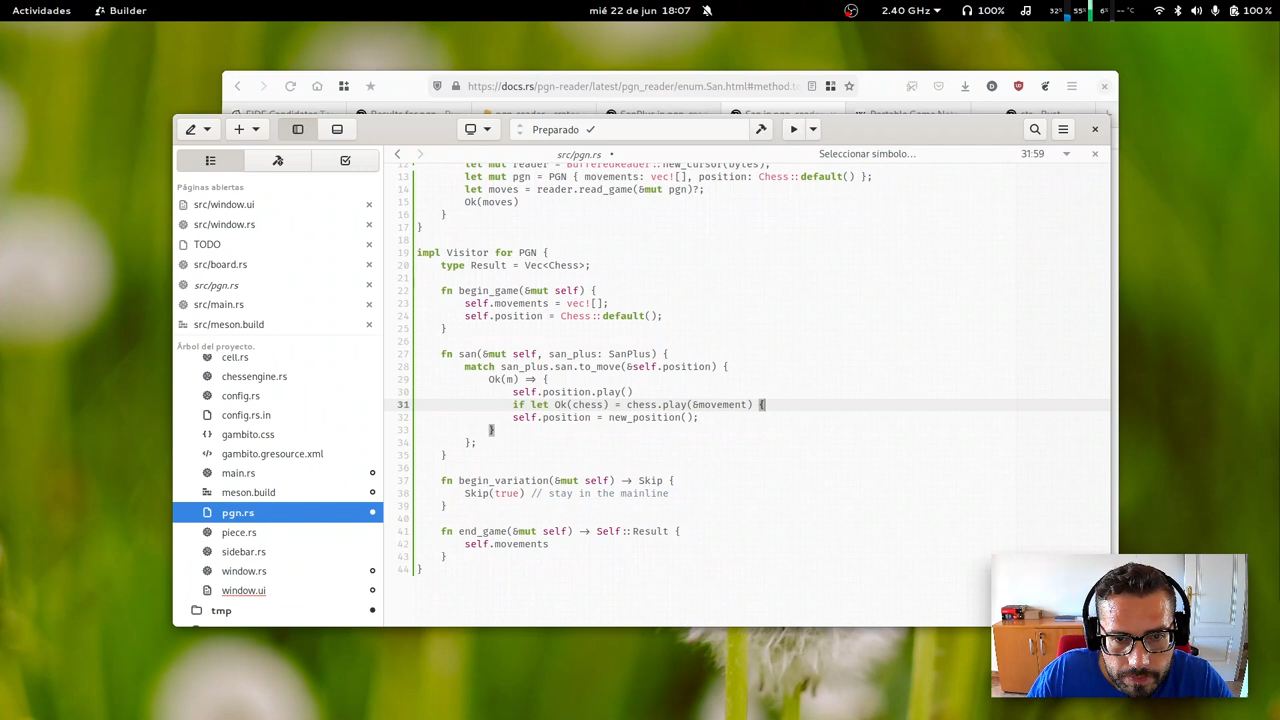 Actividades
Builder
mié 22 de jun 18:07
2.40 GHz
100%
32%
55%
6%
-- °C
100 %
https://docs.rs/pgn-reader/latest/pgn_reader/enum.San.html#method.to
Preparado
src/pgn.rs
Seleccionar símbolo…
31:59
Páginas abiertas
src/window.ui
src/window.rs
TODO
src/board.rs
src/pgn.rs
src/main.rs
src/meson.build
Árbol del proyecto.
cell.rs
chessengine.rs
config.rs
config.rs.in
gambito.css
gambito.gresource.xml
main.rs
meson.build
pgn.rs
piece.rs
sidebar.rs
window.rs
window.ui
tmp
12 let mut reader = BufferedReader::new_cursor(bytes);
13 let mut pgn = PGN { movements: vec![], position: Chess::default() };
14 let moves = reader.read_game(&mut pgn)?;
15 Ok(moves)
16 }
17 }
18
19 impl Visitor for PGN {
20 type Result = Vec<Chess>;
21
22 fn begin_game(&mut self) {
23 self.movements = vec![];
24 self.position = Chess::default();
25 }
26
27 fn san(&mut self, san_plus: SanPlus) {
28 match san_plus.san.to_move(&self.position) {
29 Ok(m) => {
30 self.position.play()
31 if let Ok(chess) = chess.play(&movement) {
32 self.position = new_position();
33 }
34 };
35 }
36
37 fn begin_variation(&mut self) -> Skip {
38 Skip(true) // stay in the mainline
39 }
40
41 fn end_game(&mut self) -> Self::Result {
42 self.movements
43 }
44 }